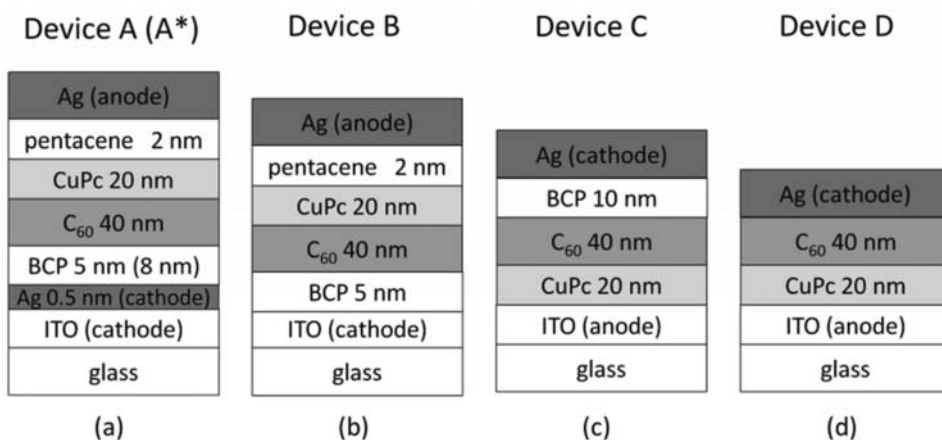 Device A (A*)
Ag (anode)
pentacene 2 nm
CuPc 20 nm
C₆₀ 40 nm
BCP 5 nm (8 nm)
Ag 0.5 nm (cathode)
ITO (cathode)
glass
(a)
Device B
Ag (anode)
pentacene 2 nm
CuPc 20 nm
C₆₀ 40 nm
BCP 5 nm
ITO (cathode)
glass
(b)
Device C
Ag (cathode)
BCP 10 nm
C₆₀ 40 nm
CuPc 20 nm
ITO (anode)
glass
(c)
Device D
Ag (cathode)
C₆₀ 40 nm
CuPc 20 nm
ITO (anode)
glass
(d)